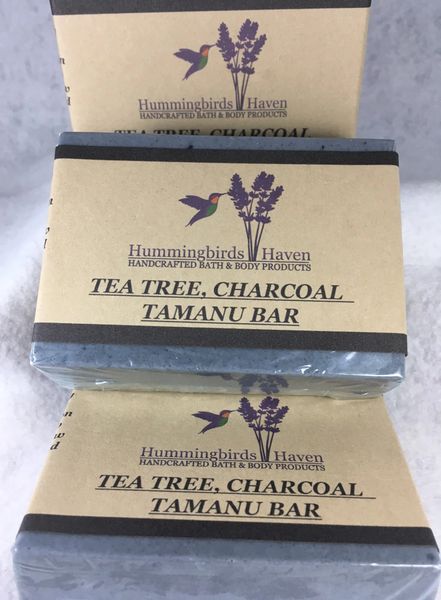 Hummingbirds Haven
HANDCRAFTED BATH & BODY PRODUCTS
TEA TREE, CHARCOAL
Hummingbirds Haven
HANDCRAFTED BATH & BODY PRODUCTS
TEA TREE, CHARCOAL
TAMANU BAR
Hummingbirds Haven
HANDCRAFTED BATH & BODY PRODUCTS
TEA TREE, CHARCOAL
TAMANU BAR